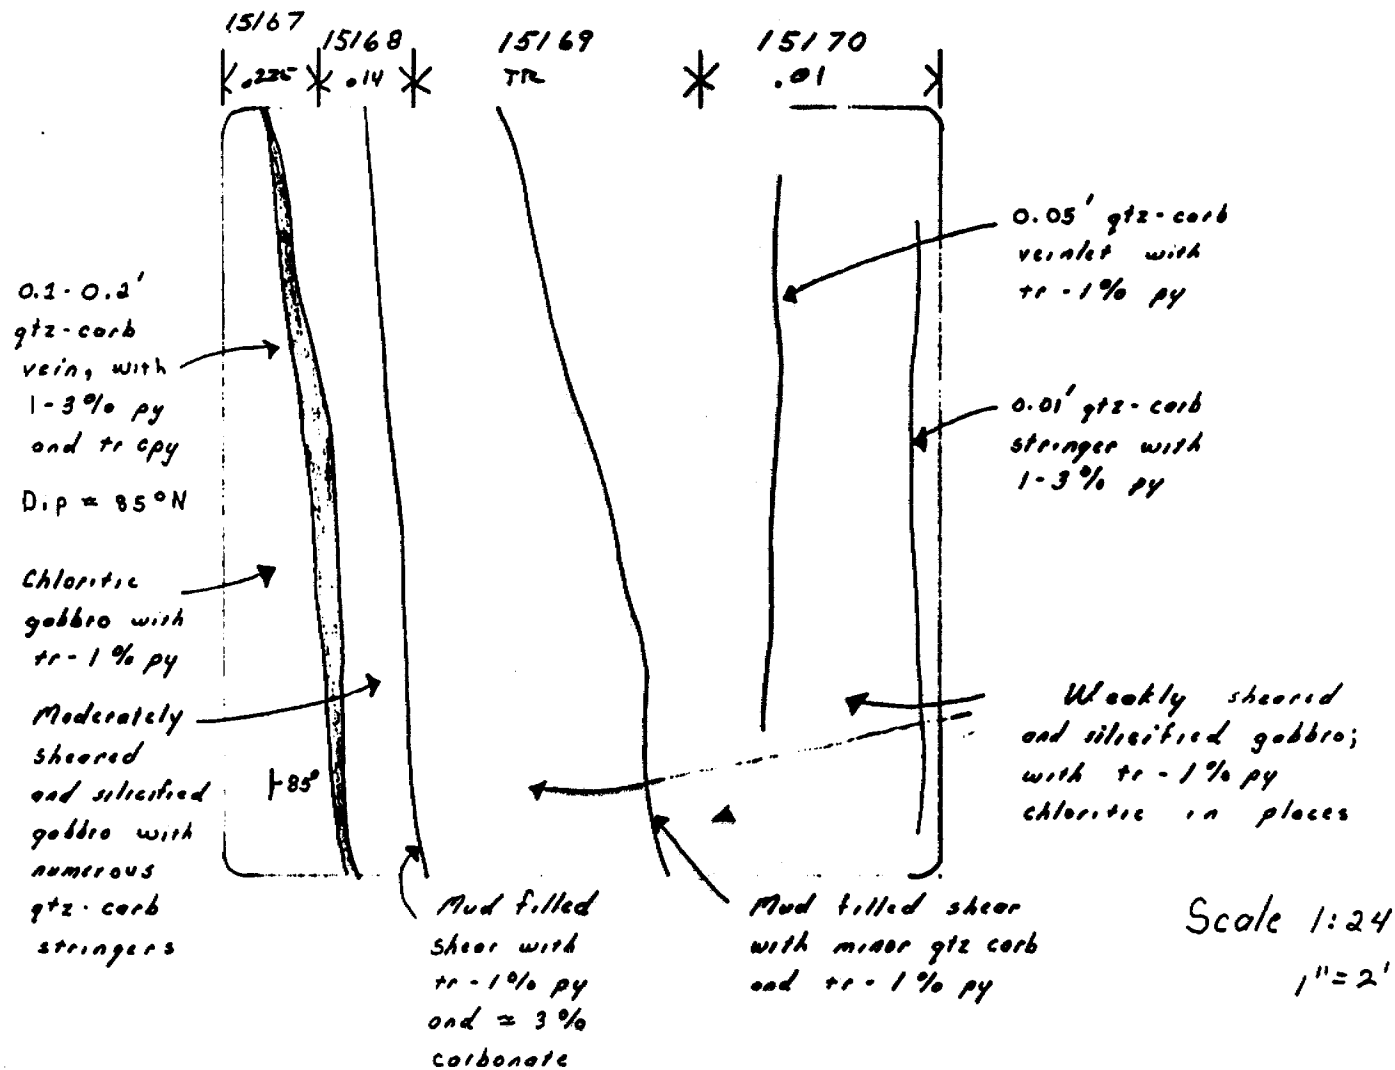 15167
15168
15169
15170
.225
.14
TR
.01
0.1-0.2'
qtz-carb
vein, with
1-3% py
and tr cpy
Dip ≈ 85°N
Chloritic
gabbro with
tr-1% py
Moderately
sheared
and silicified
gabbro with
numerous
qtz-carb
stringers
85°
Mud filled
shear with
tr-1% py
and ≈ 3%
carbonate
Mud filled shear
with minor qtz carb
and tr-1% py
0.05' qtz-carb
veinlet with
tr-1% py
0.01' qtz-carb
stringer with
1-3% py
Weakly sheared
and silicified gabbro;
with tr-1% py
chloritic in places
Scale 1:24
1"=2'